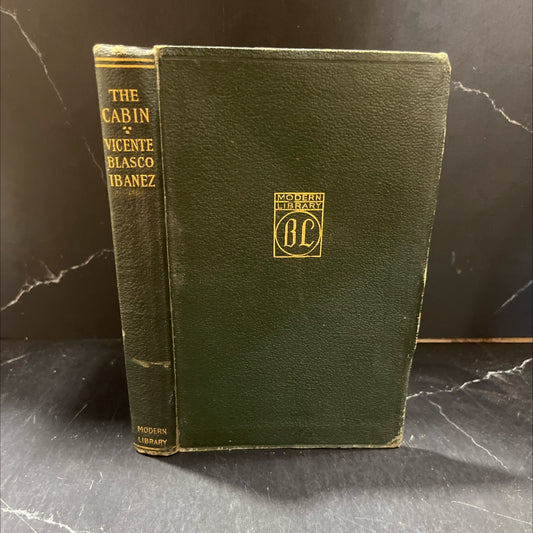 THE
CABIN
VICENTE
BLASCO
IBANEZ
MODERN
LIBRARY
MODERN
LIBRARY
BL